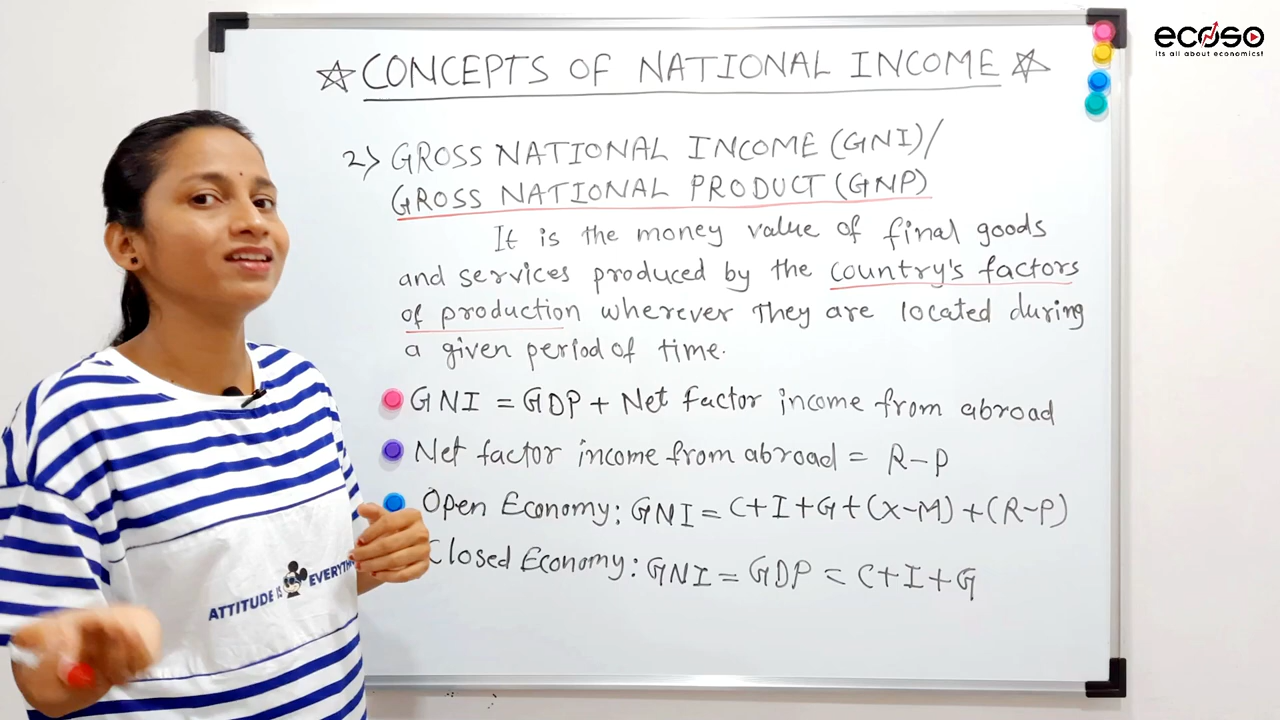 ecoso
its all about economics!
☆ CONCEPTS OF NATIONAL INCOME ☆
2) GROSS NATIONAL INCOME (GNI)/
GROSS NATIONAL PRODUCT (GNP)
It is the money value of final goods
and services produced by the country's factors
of production wherever they are located during
a given period of time.
GNI = GDP + Net factor income from abroad
Net factor income from abroad = R-P
Open Economy: GNI = C+I+G+(X-M)+(R-P)
Closed Economy: GNI = GDP = C+I+G
ATTITUDE IS EVERYTH